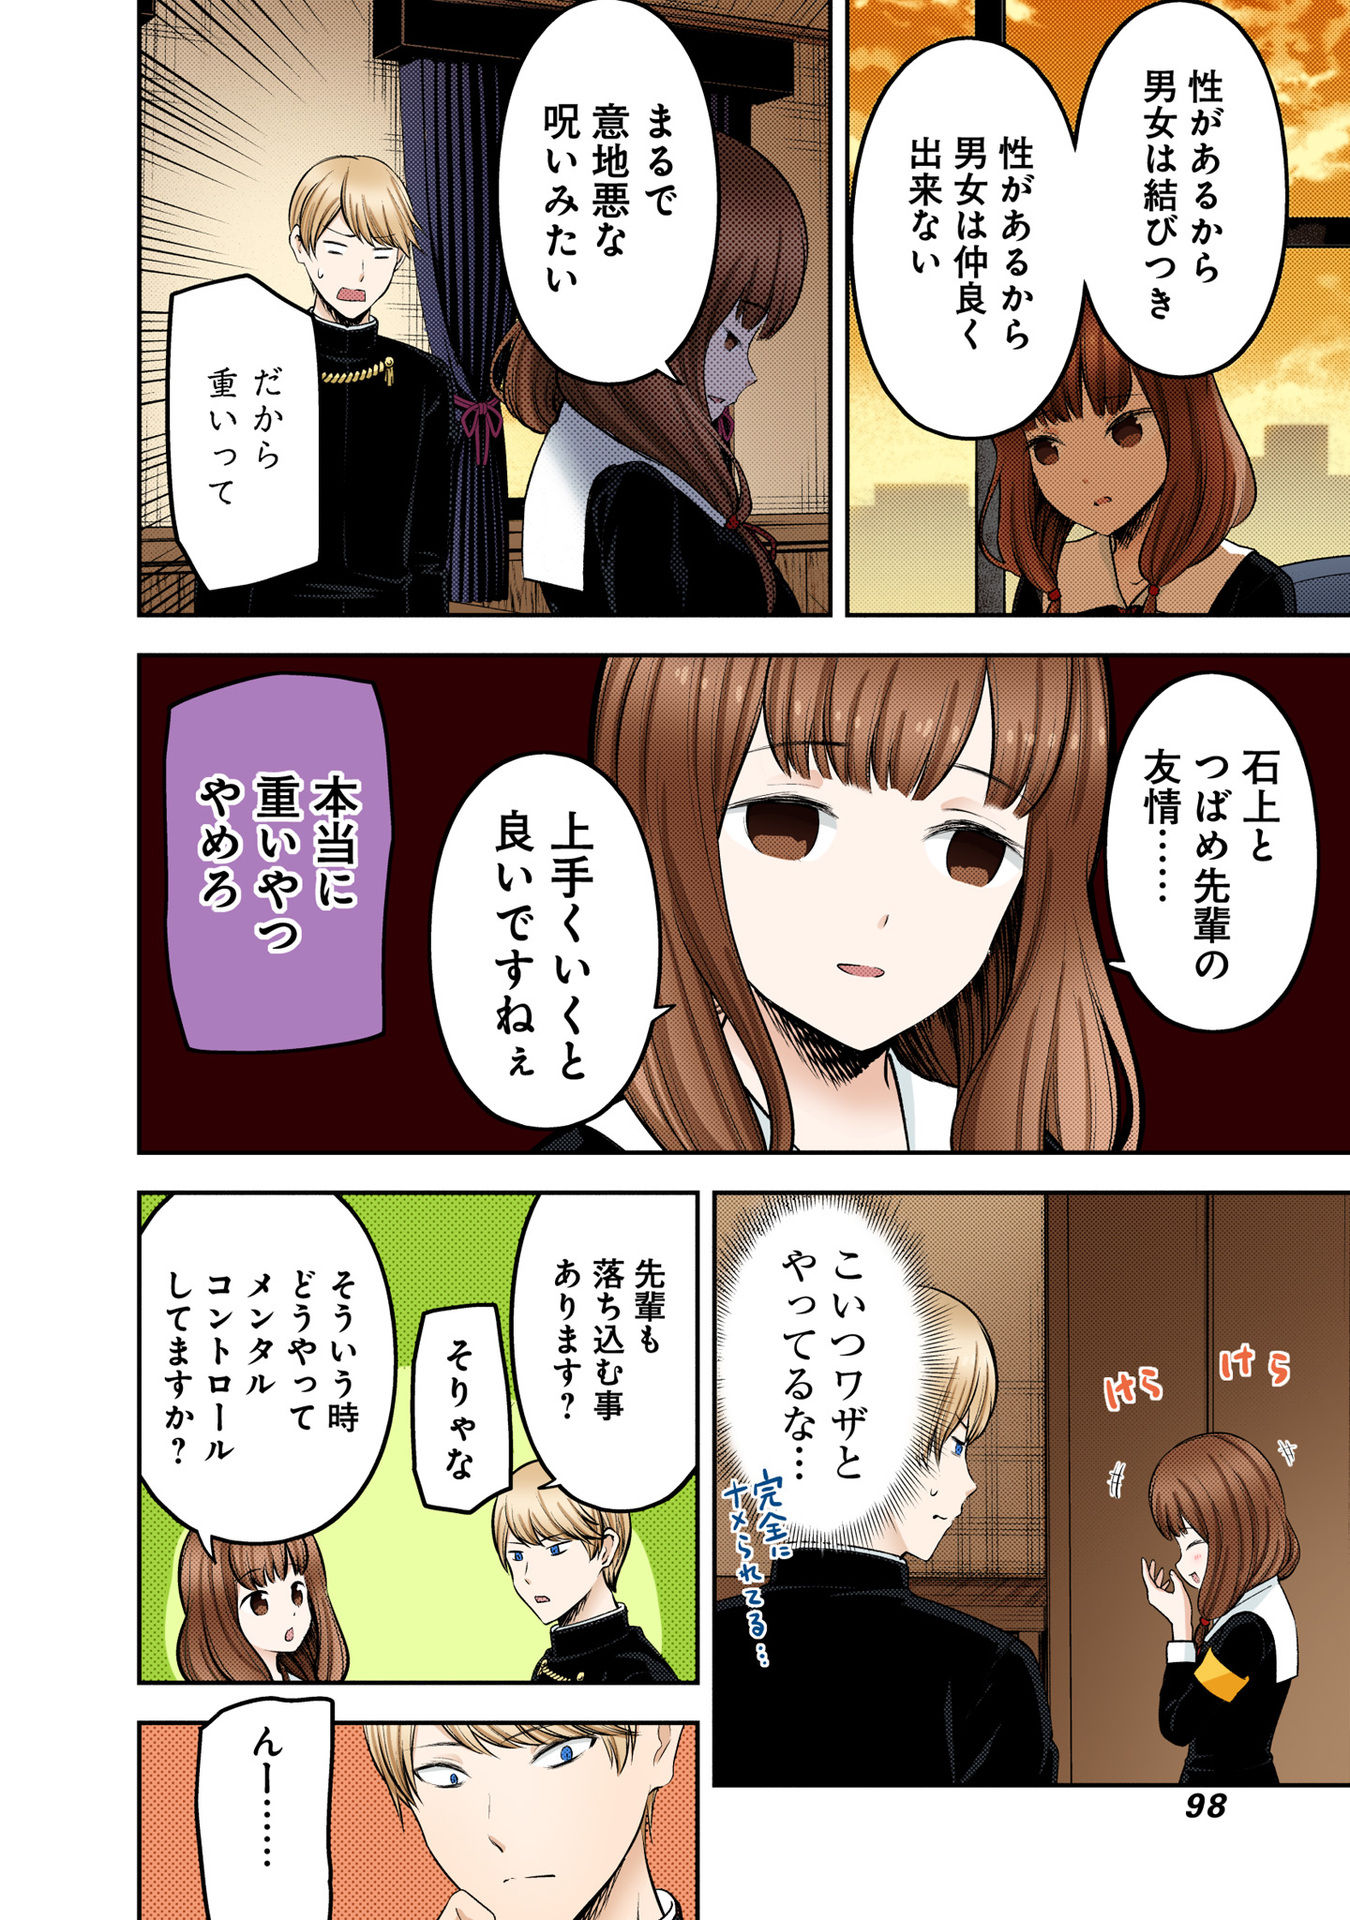 性があるから
男女は結びつき
性があるから
男女は仲良く
出来ない
まるで
意地悪な
呪いみたい
だから
重いって
石上と
つばめ先輩の
友情……
上手くいくと
良いですねぇ
本当に
重いやつ
やめろ
けら
けら
こいつワザと
やってるな…
完全に
ナメられてる…
先輩も
落ち込む事
あります?
そりゃな
そういう時
どうやって
メンタル
コントロール
してますか?
んー……
98